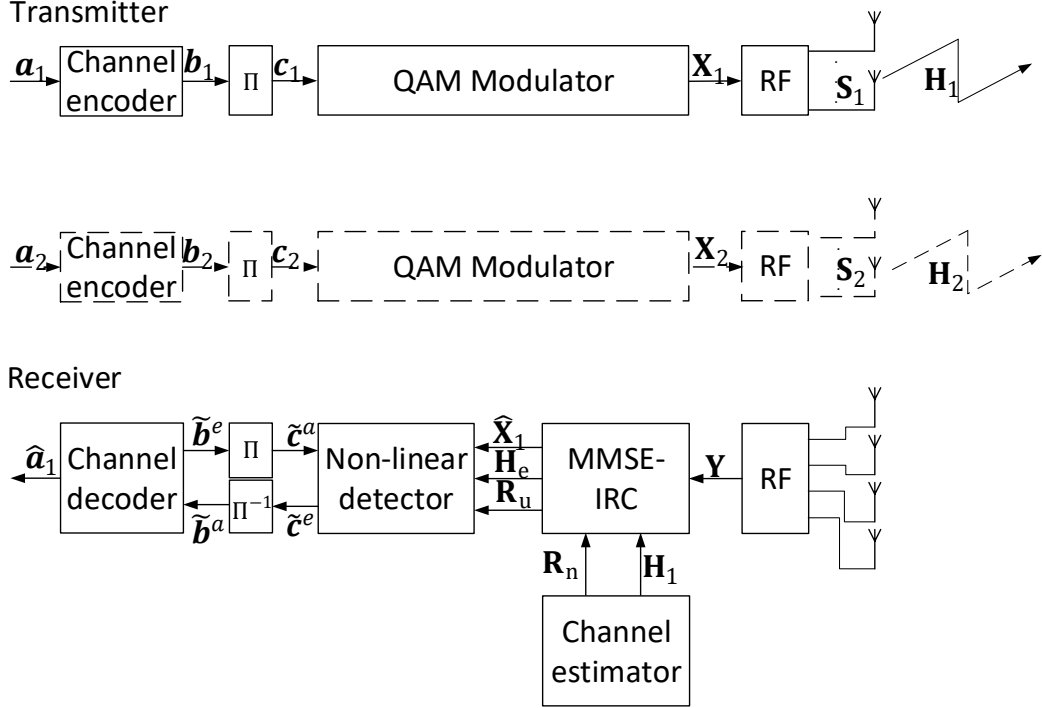 Transmitter
a₁ Channel encoder b₁ Π c₁ QAM Modulator X₁ RF S₁ H₁
a₂ Channel encoder b₂ Π c₂ QAM Modulator X₂ RF S₂ H₂
Receiver
â₁ Channel decoder b̃ᵉ Π c̃ᵃ Non-linear detector X̂₁ Hₑ Rᵤ MMSE-IRC Y RF
b̃ᵃ Π⁻¹ c̃ᵉ
Rₙ H₁
Channel
estimator